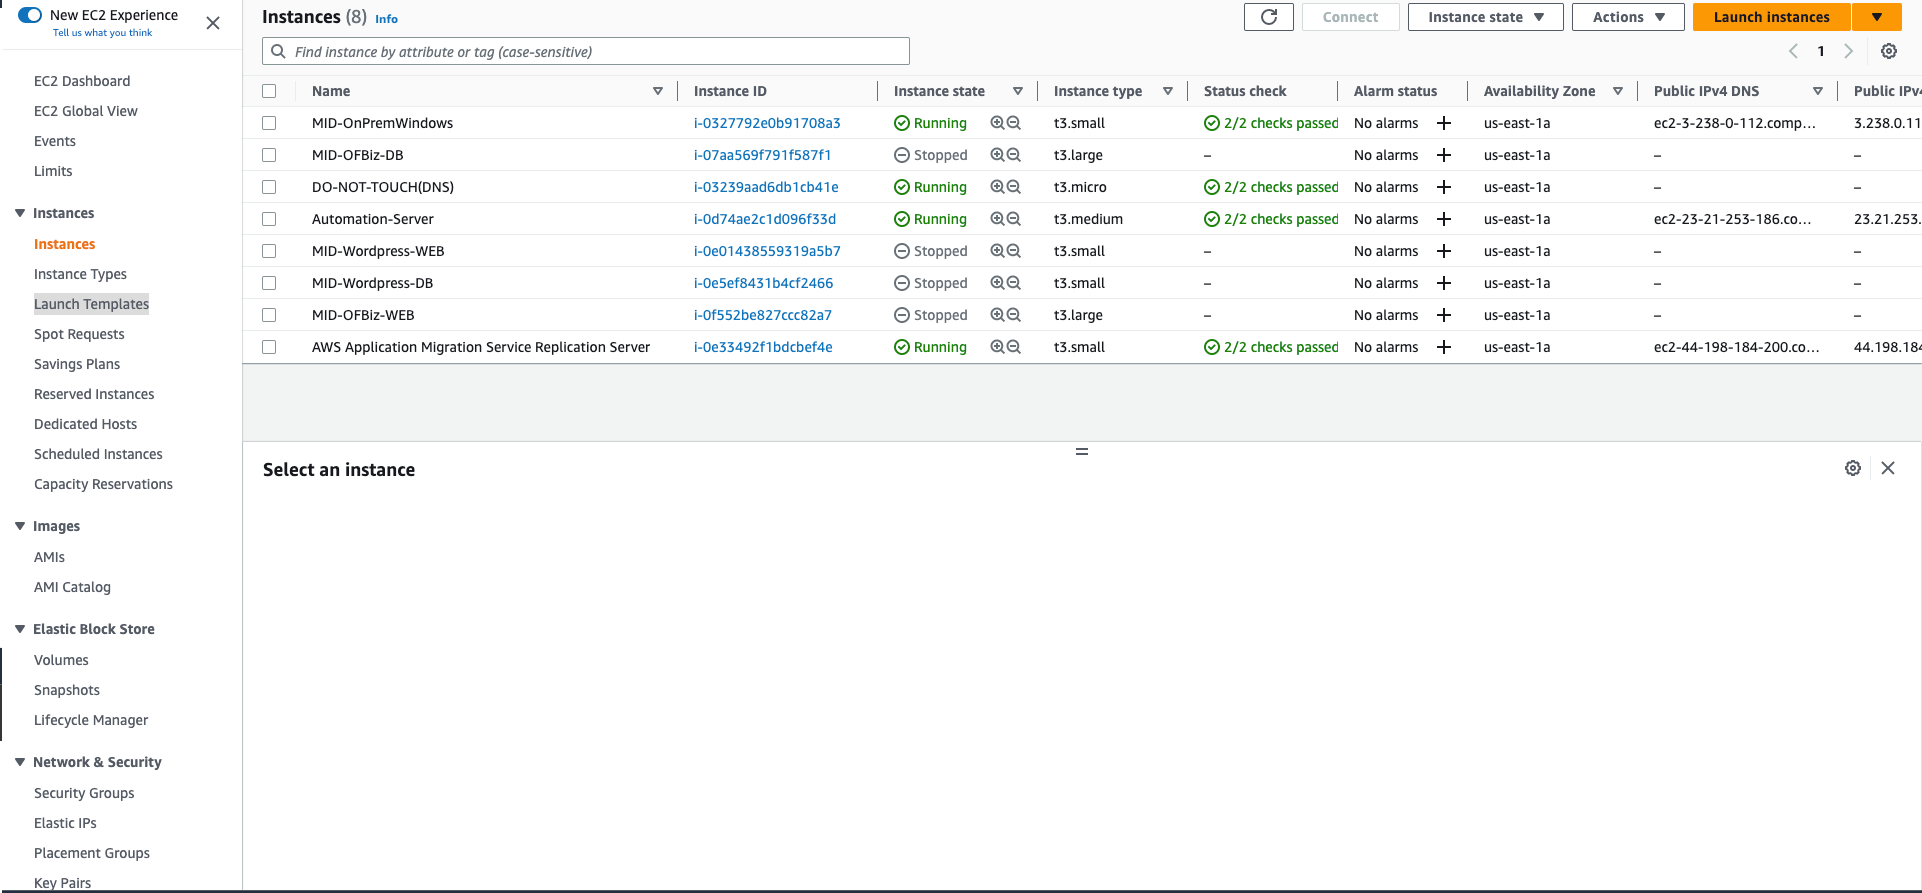 New EC2 Experience
Tell us what you think
EC2 Dashboard
EC2 Global View
Events
Limits
Instances
Instances
Instance Types
Launch Templates
Spot Requests
Savings Plans
Reserved Instances
Dedicated Hosts
Scheduled Instances
Capacity Reservations
Images
AMIs
AMI Catalog
Elastic Block Store
Volumes
Snapshots
Lifecycle Manager
Network & Security
Security Groups
Elastic IPs
Placement Groups
Key Pairs
Instances (8) Info
Connect Instance state Actions Launch instances
Find instance by attribute or tag (case-sensitive)
1
Name Instance ID Instance state Instance type Status check Alarm status Availability Zone Public IPv4 DNS Public IPv4
MID-OnPremWindows i-0327792e0b91708a3 Running t3.small 2/2 checks passed No alarms us-east-1a ec2-3-238-0-112.comp... 3.238.0.11
MID-OFBiz-DB i-07aa569f791f587f1 Stopped t3.large – No alarms us-east-1a – –
DO-NOT-TOUCH(DNS) i-03239aad6db1cb41e Running t3.micro 2/2 checks passed No alarms us-east-1a – –
Automation-Server i-0d74ae2c1d096f33d Running t3.medium 2/2 checks passed No alarms us-east-1a ec2-23-21-253-186.co... 23.21.253.
MID-Wordpress-WEB i-0e01438559319a5b7 Stopped t3.small – No alarms us-east-1a – –
MID-Wordpress-DB i-0e5ef8431b4cf2466 Stopped t3.small – No alarms us-east-1a – –
MID-OFBiz-WEB i-0f552be827ccc82a7 Stopped t3.large – No alarms us-east-1a – –
AWS Application Migration Service Replication Server i-0e33492f1bdcbef4e Running t3.small 2/2 checks passed No alarms us-east-1a ec2-44-198-184-200.co... 44.198.184
Select an instance